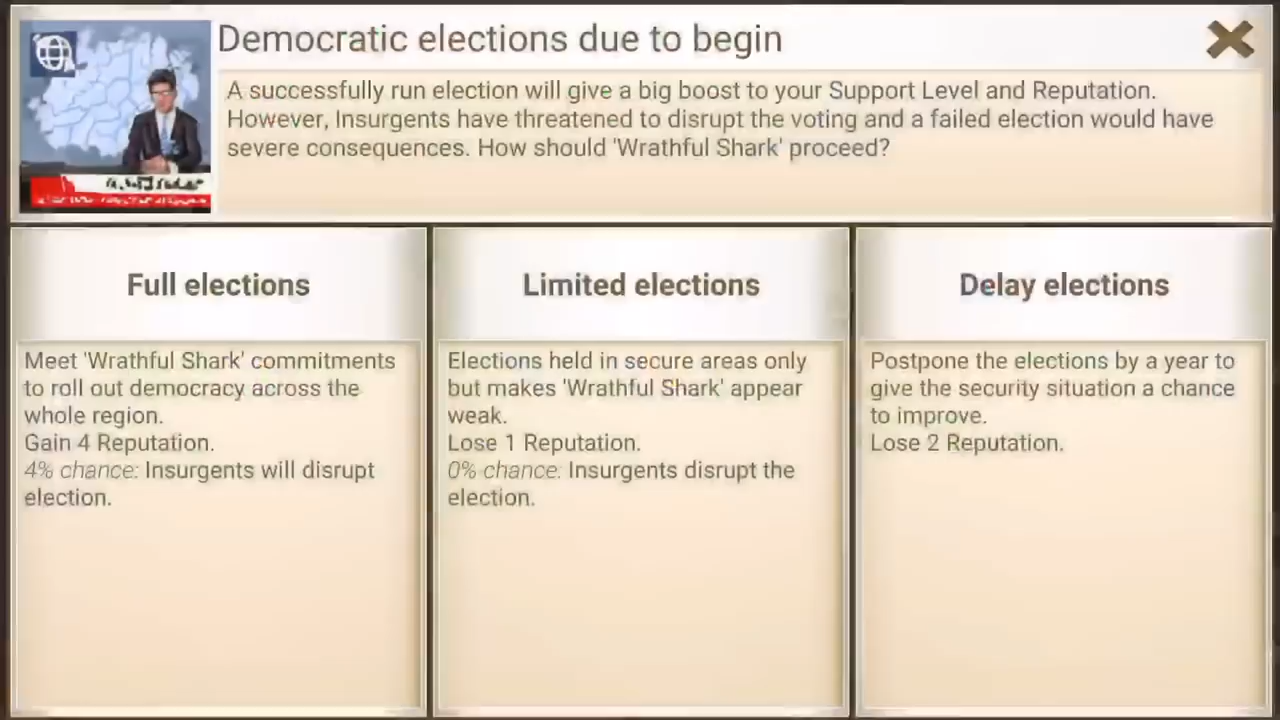 Democratic elections due to begin
A successfully run election will give a big boost to your Support Level and Reputation.
However, Insurgents have threatened to disrupt the voting and a failed election would have
severe consequences. How should 'Wrathful Shark' proceed?
Full elections
Meet 'Wrathful Shark' commitments
to roll out democracy across the
whole region.
Gain 4 Reputation.
4% chance: Insurgents will disrupt
election.
Limited elections
Elections held in secure areas only
but makes 'Wrathful Shark' appear
weak.
Lose 1 Reputation.
0% chance: Insurgents disrupt the
election.
Delay elections
Postpone the elections by a year to
give the security situation a chance
to improve.
Lose 2 Reputation.